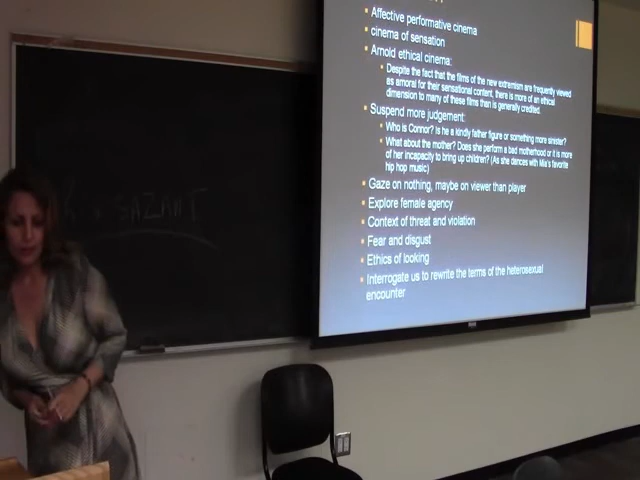 Affective performative cinema
cinema of sensation
Arnold ethical cinema:
Despite the fact that the films of the new extremism are frequently viewed
as amoral for their sensational content, there is more of an ethical
dimension to many of these films than is generally credited.
Suspend more judgement:
Who is Connor? Is he a kindly father figure or something more sinister?
What about the mother? Does she perform a bad motherhood or it is more
of her incapacity to bring up children? (As she dances with Mia's favorite
hip hop music)
Gaze on nothing, maybe on viewer than player
Explore female agency
Context of threat and violation
Fear and disgust
Ethics of looking
Interrogate us to rewrite the terms of the heterosexual
encounter